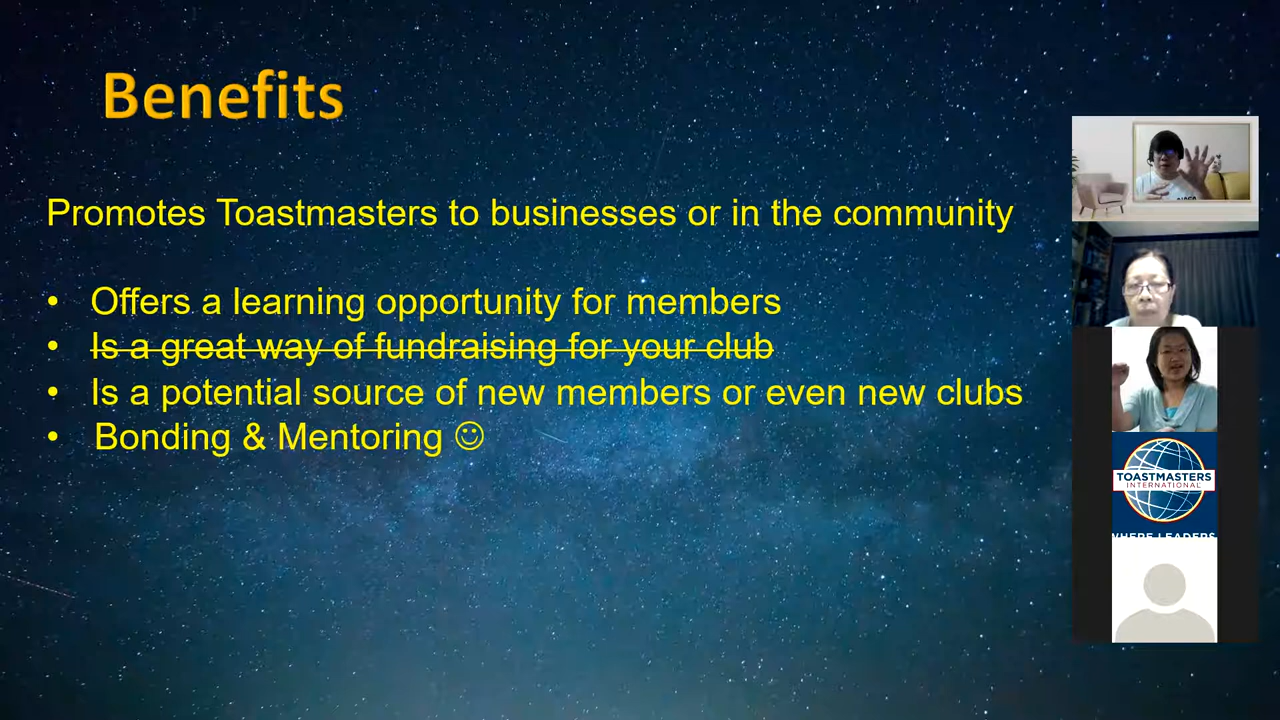 Benefits
Promotes Toastmasters to businesses or in the community
• Offers a learning opportunity for members
• Is a great way of fundraising for your club
• Is a potential source of new members or even new clubs
• Bonding & Mentoring ☺
TOASTMASTERS
INTERNATIONAL
WHERE LEADERS